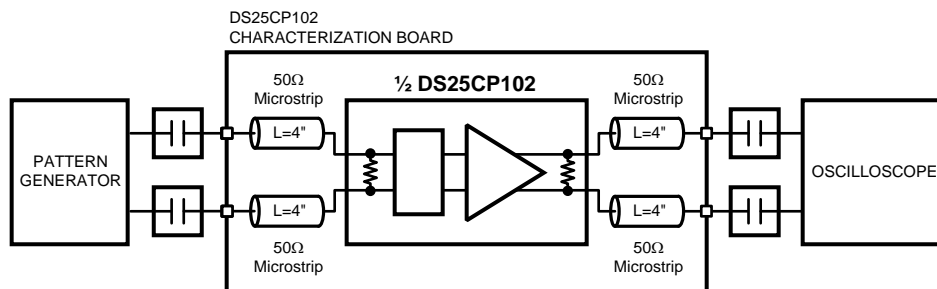 DS25CP102
CHARACTERIZATION BOARD
50Ω
Microstrip
½ DS25CP102
50Ω
Microstrip
L=4"
L=4"
PATTERN
GENERATOR
OSCILLOSCOPE
L=4"
L=4"
50Ω
Microstrip
50Ω
Microstrip